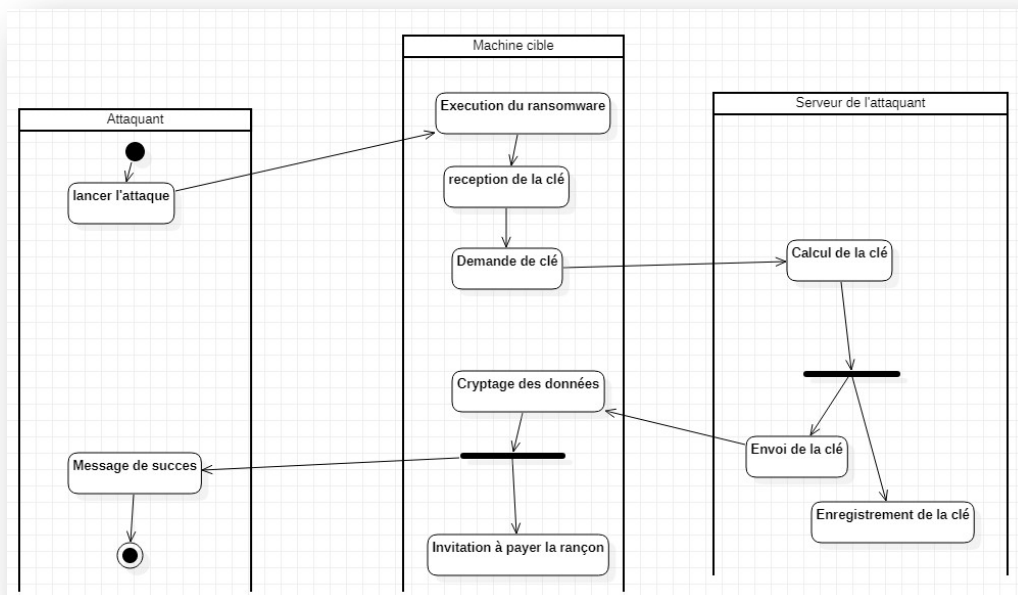 Attaquant
lancer l'attaque
Message de succes
Machine cible
Execution du ransomware
reception de la clé
Demande de clé
Cryptage des données
Invitation à payer la rançon
Serveur de l'attaquant
Calcul de la clé
Envoi de la clé
Enregistrement de la clé